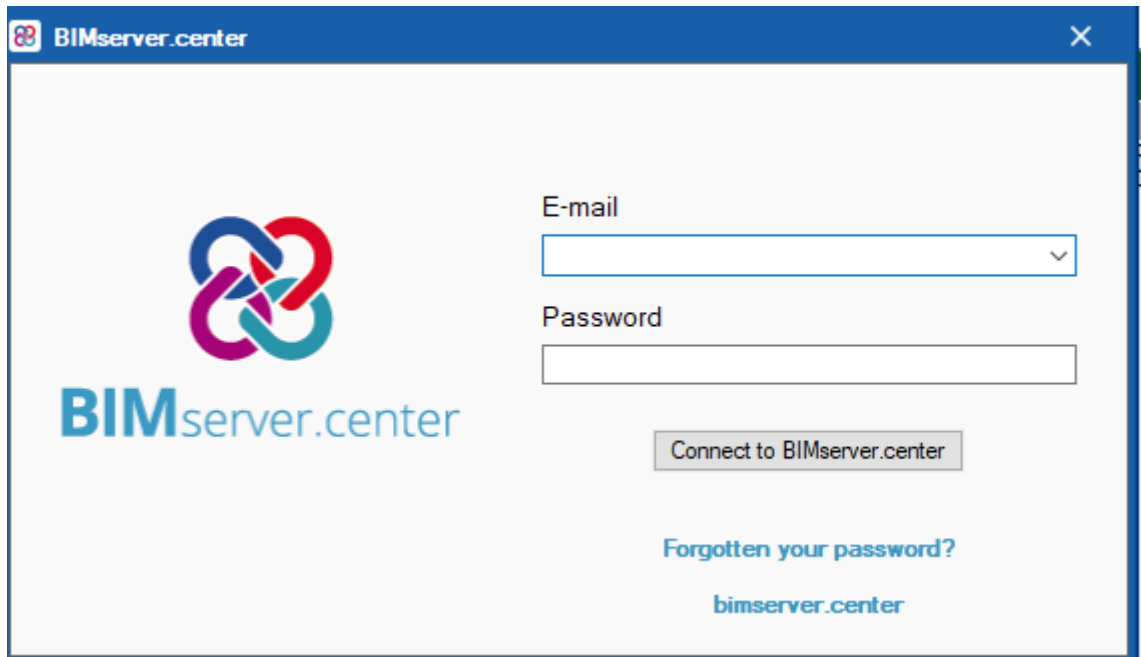 BIMserver.center
E-mail
Password
BIMserver.center
Connect to BIMserver.center
Forgotten your password?
bimserver.center